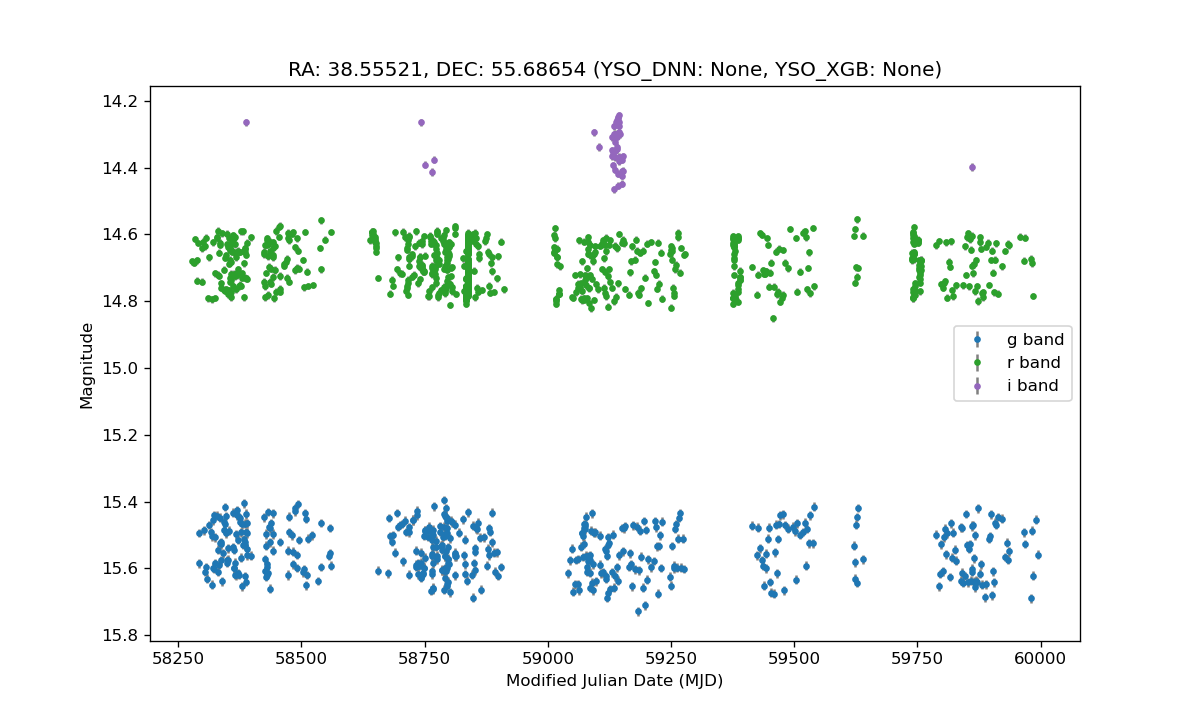 RA: 38.55521, DEC: 55.68654 (YSO_DNN: None, YSO_XGB: None)
14.2
14.4
14.6
14.8
15.0
15.2
15.4
15.6
15.8
Magnitude
g band
r band
i band
58250 58500 58750 59000 59250 59500 59750 60000
Modified Julian Date (MJD)